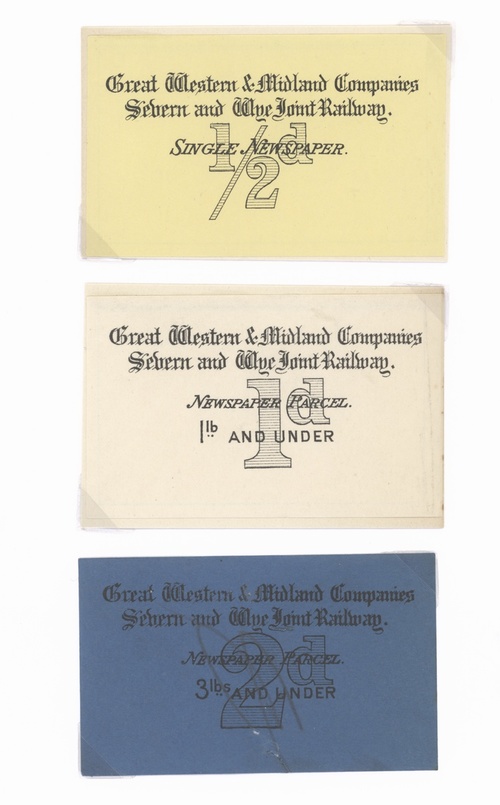 Great Western & Midland Companies
Severn and Wye Joint Railway.
1/2d
SINGLE NEWSPAPER.
Great Western & Midland Companies
Severn and Wye Joint Railway.
1d
NEWSPAPER PARCEL.
1lb AND UNDER
Great Western & Midland Companies
Severn and Wye Joint Railway.
2d
NEWSPAPER PARCEL.
3lbs AND UNDER